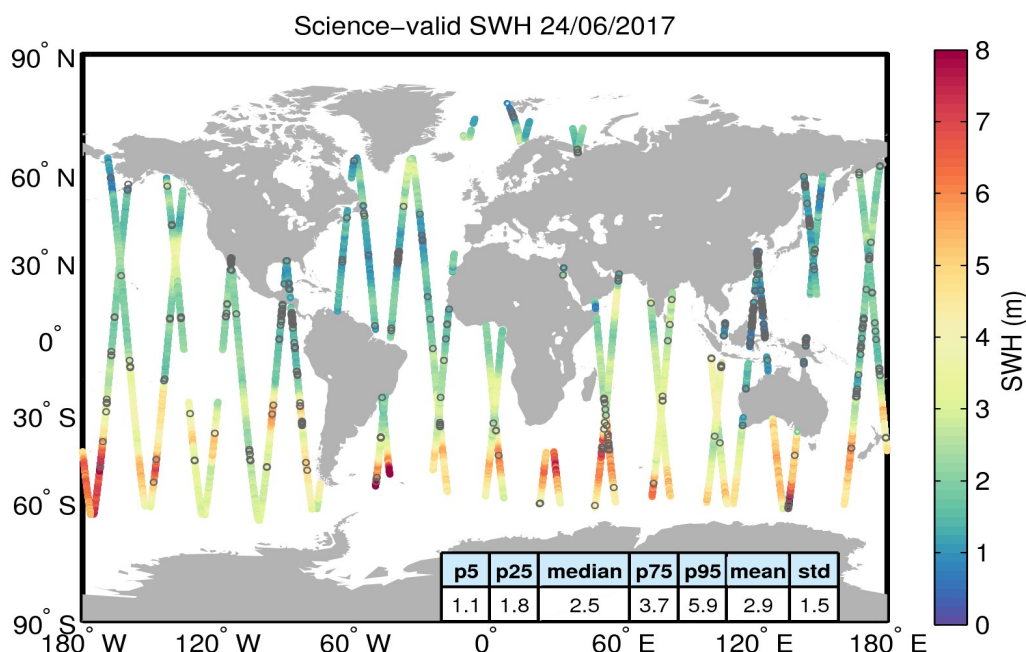 Science−valid SWH 24/06/2017
90° N
60° N
30° N
0°
30° S
60° S
90° S
180° W
120° W
60° W
0°
60° E
120° E
180° E
p5 p25 median p75 p95 mean std
1.1 1.8 2.5 3.7 5.9 2.9 1.5
8
7
6
5
4
3
2
1
0
SWH (m)